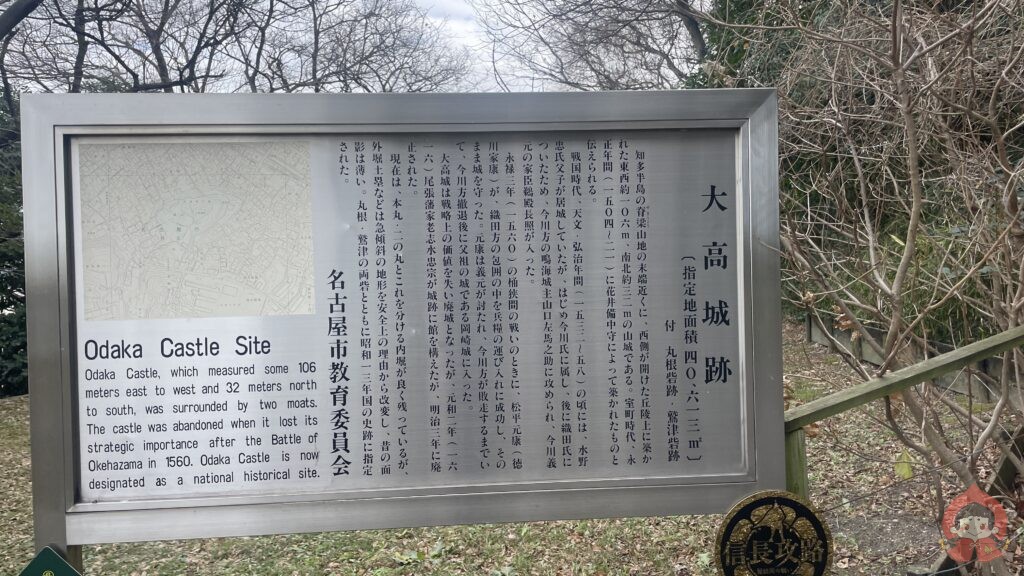 大高城跡
〔指定地面積 四〇・六一三㎡〕
付 丸根砦跡 鷲津砦跡
知多半島の脊梁山地の末端近くに、西側が開けた丘陵上に築か
れた東西約一〇六m・南北約三二mの山城である。室町時代、永
正年間(一五〇四~二一)に花井備中守によって築かれたものと
伝えられる。
戦国時代、天文・弘治年間(一五三二~五八)の頃には、水野
忠氏父子が居城していたが、はじめ今川氏に属し、後に織田氏に
ついたため、今川方の鳴海城主山口左馬之助に攻められ、今川義
元の家臣鵜殿長照が入った。
永禄三年(一五六〇)の桶狭間の戦いのときに、松平元康(徳
川家康)が、織田方の包囲の中を兵糧の運び入れに成功し、その
まま城を守った。元康は義元が討たれ、今川方が敗走するまでい
て、今川方撤退後に父祖の城である岡崎城に入った。
大高城は戦略上の価値を失い廃城となったが、元和二年(一六
一六)尾張藩家老志水忠宗が城跡に館を構えたが、明治二年に廃
止された。
現在は、本丸・二の丸とこれを分ける内堀が良く残っているが、
外堀・土塁などは急傾斜の地形を安全上の理由から改変し、昔の面
影は薄い。丸根・鷲津の両砦とともに昭和一三年国の史跡に指定
された。
名古屋市教育委員会
Odaka Castle Site
Odaka Castle, which measured some 106
meters east to west and 32 meters north
to south, was surrounded by two moats.
The castle was abandoned when it lost its
strategic importance after the Battle of
Okehazama in 1560. Odaka Castle is now
designated as a national historical site.
信長攻路